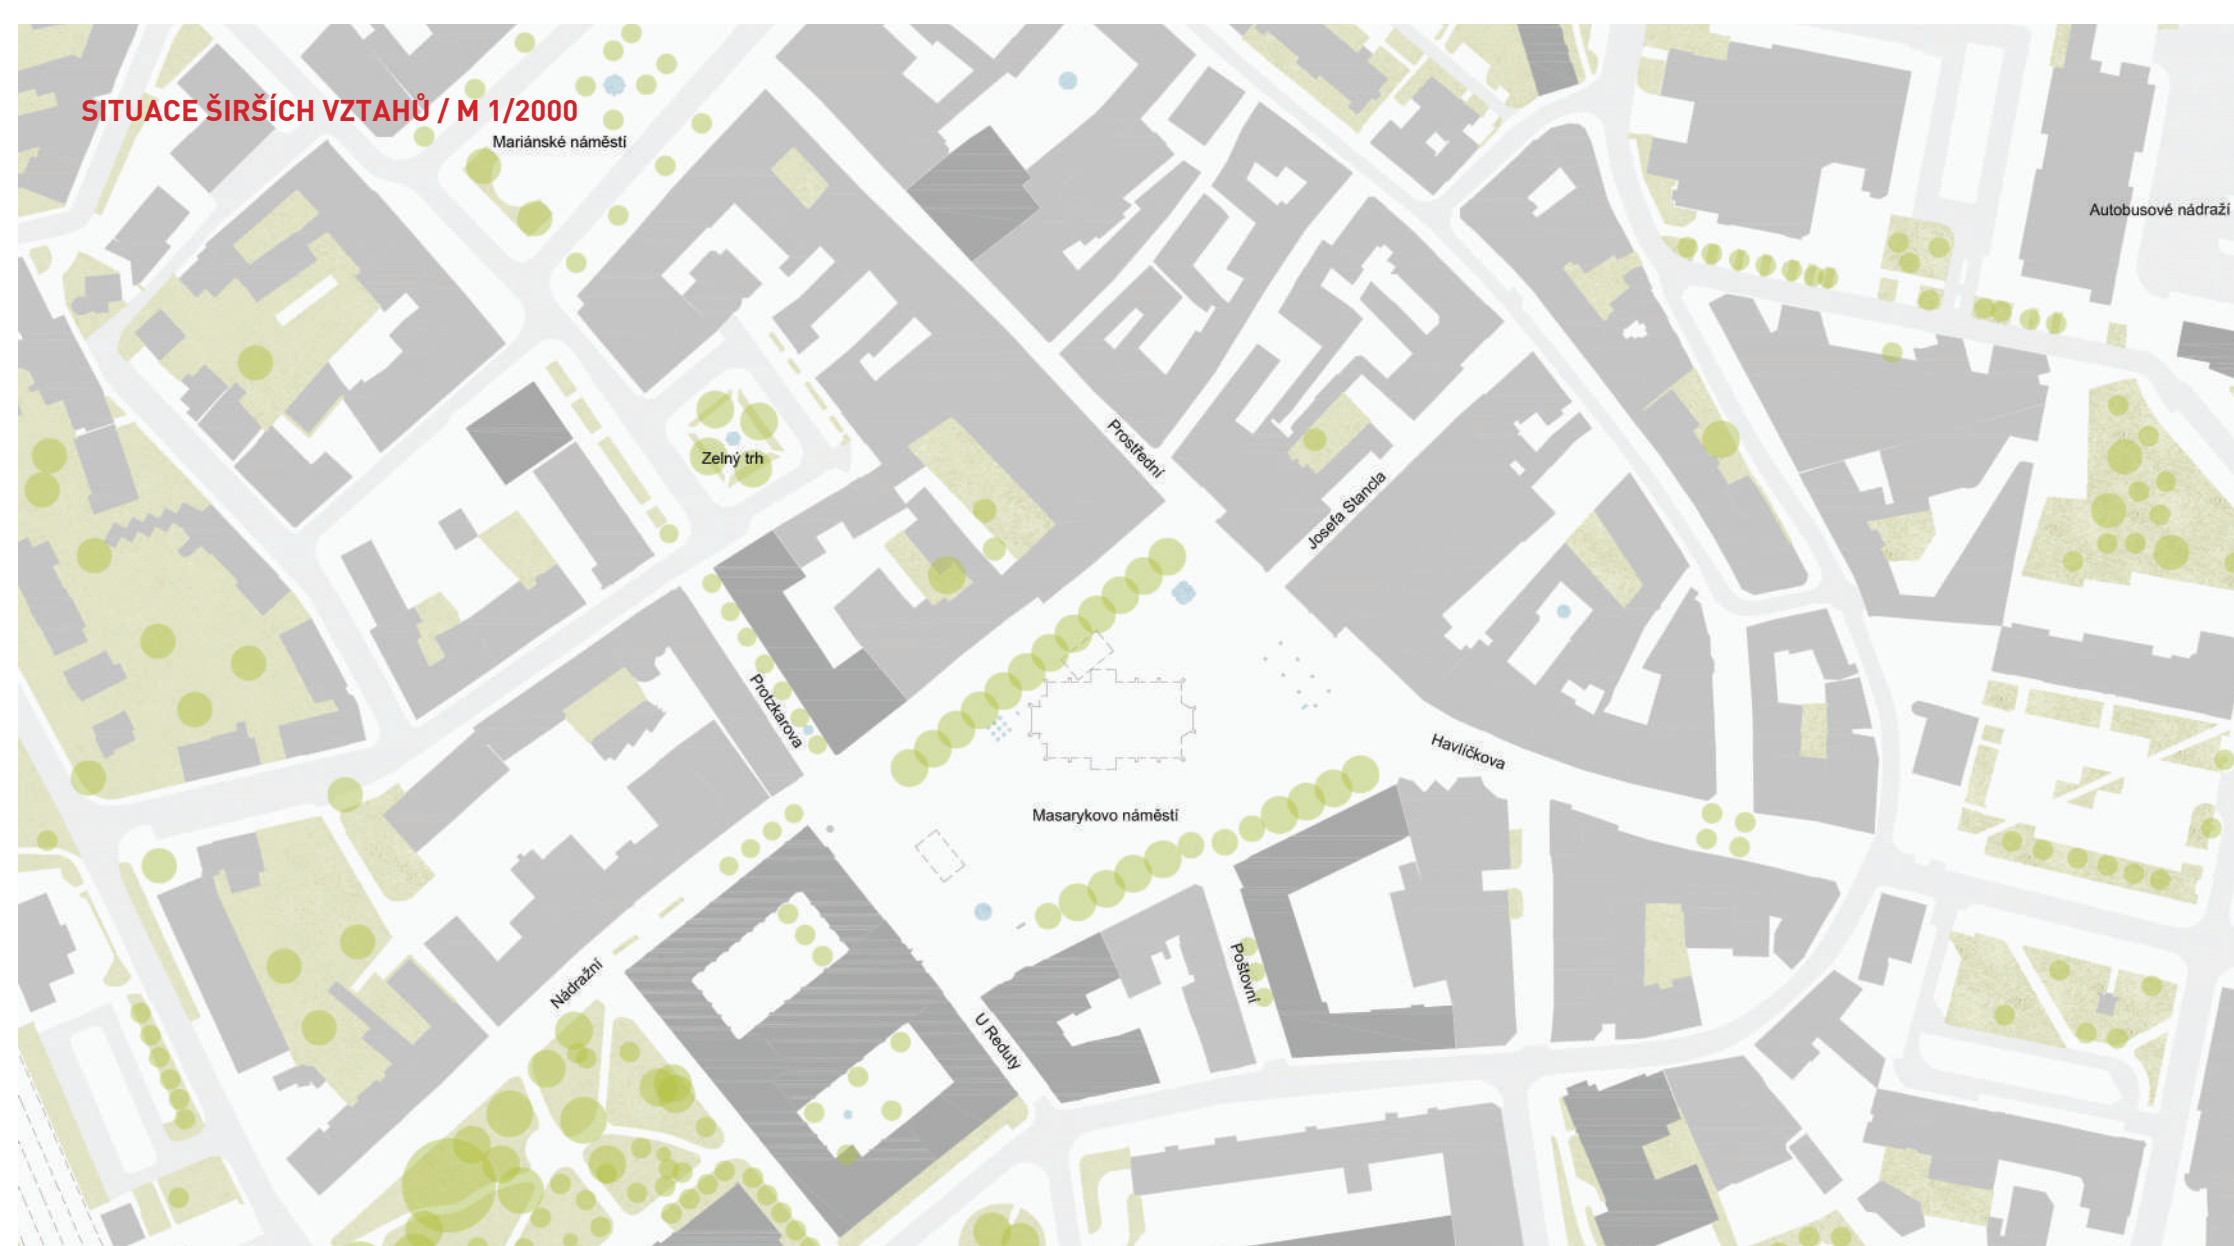 SITUACE ŠIRŠÍCH VZTAHŮ / M 1/2000
Mariánské náměstí
Autobusové nádraží
Zelný trh
Prostřední
Josefa Stancla
Protzkarova
Havlíčkova
Masarykovo náměstí
Nádražní
Poštovní
U Reduty